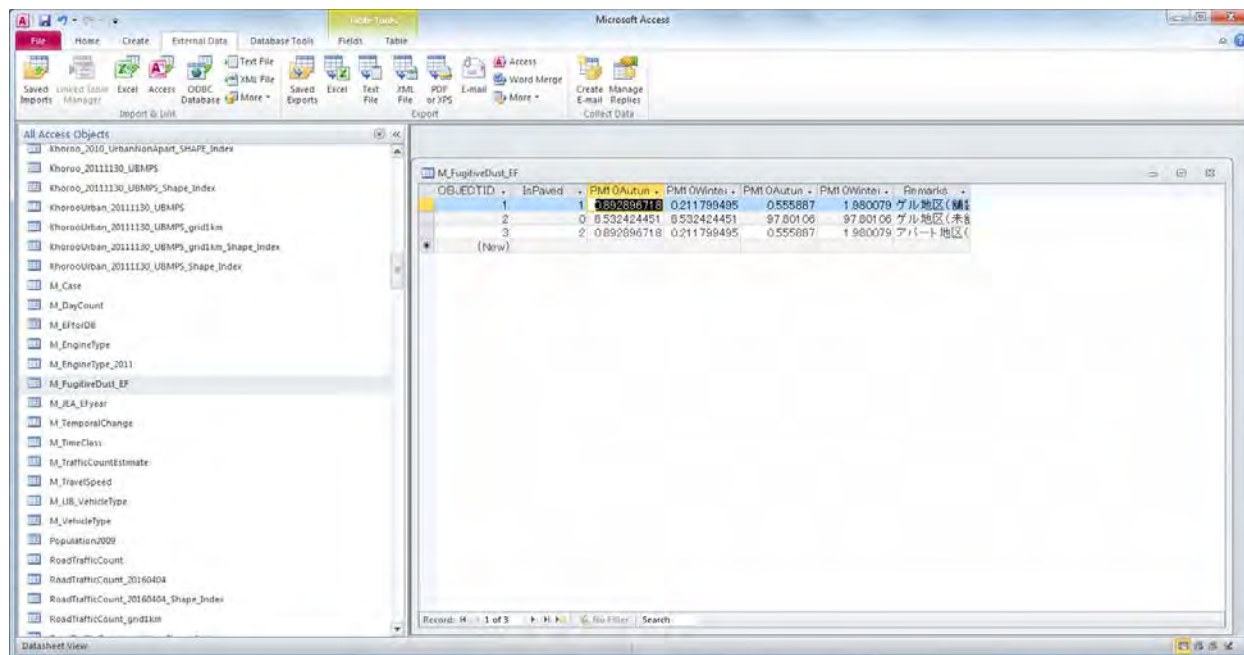 Table Tools
Microsoft Access
File Home Create External Data Database Tools Fields Table
Saved Imports
Linked Table Manager
Excel
Access
ODBC Database
Text File
XML File
More
Saved Exports
Excel
Text File
XML File
PDF or XPS
E-mail
Access
Word Merge
More
Create E-mail
Manage Replies
Import & Link
Export
Collect Data
All Access Objects
Khoroo_2010_UrbanNonApart_SHAPE_Index
Khoroo_20111130_UBMPS
Khoroo_20111130_UBMPS_Shape_Index
KhorooUrban_20111130_UBMPS
KhorooUrban_20111130_UBMPS_grid1km
KhorooUrban_20111130_UBMPS_grid1km_Shape_Index
KhorooUrban_20111130_UBMPS_Shape_Index
M_Case
M_DayCount
M_EFforDB
M_EngineType
M_EngineType_2011
M_FugitiveDust_EF
M_JEA_EFyear
M_TemporalChange
M_TimeClass
M_TrafficCountEstimate
M_TravelSpeed
M_UB_VehicleType
M_VehicleType
Population2009
RoadTrafficCount
RoadTrafficCount_20160404
RoadTrafficCount_20160404_Shape_Index
RoadTrafficCount_grid1km
M_FugitiveDust_EF
OBJECTID IsPaved PM10Autun PM10Winter PM10Autun PM10Winter Remarks
1 1 0.892896718 0.211799495 0.555887 1.980079 ゲル地区(舗
2 0 8.532424451 8.532424451 97.80106 97.80106 ゲル地区(未
3 2 0.892896718 0.211799495 0.555887 1.980079 アパート地区(
* (New)
Record: 1 of 3 No Filter Search
Datasheet View